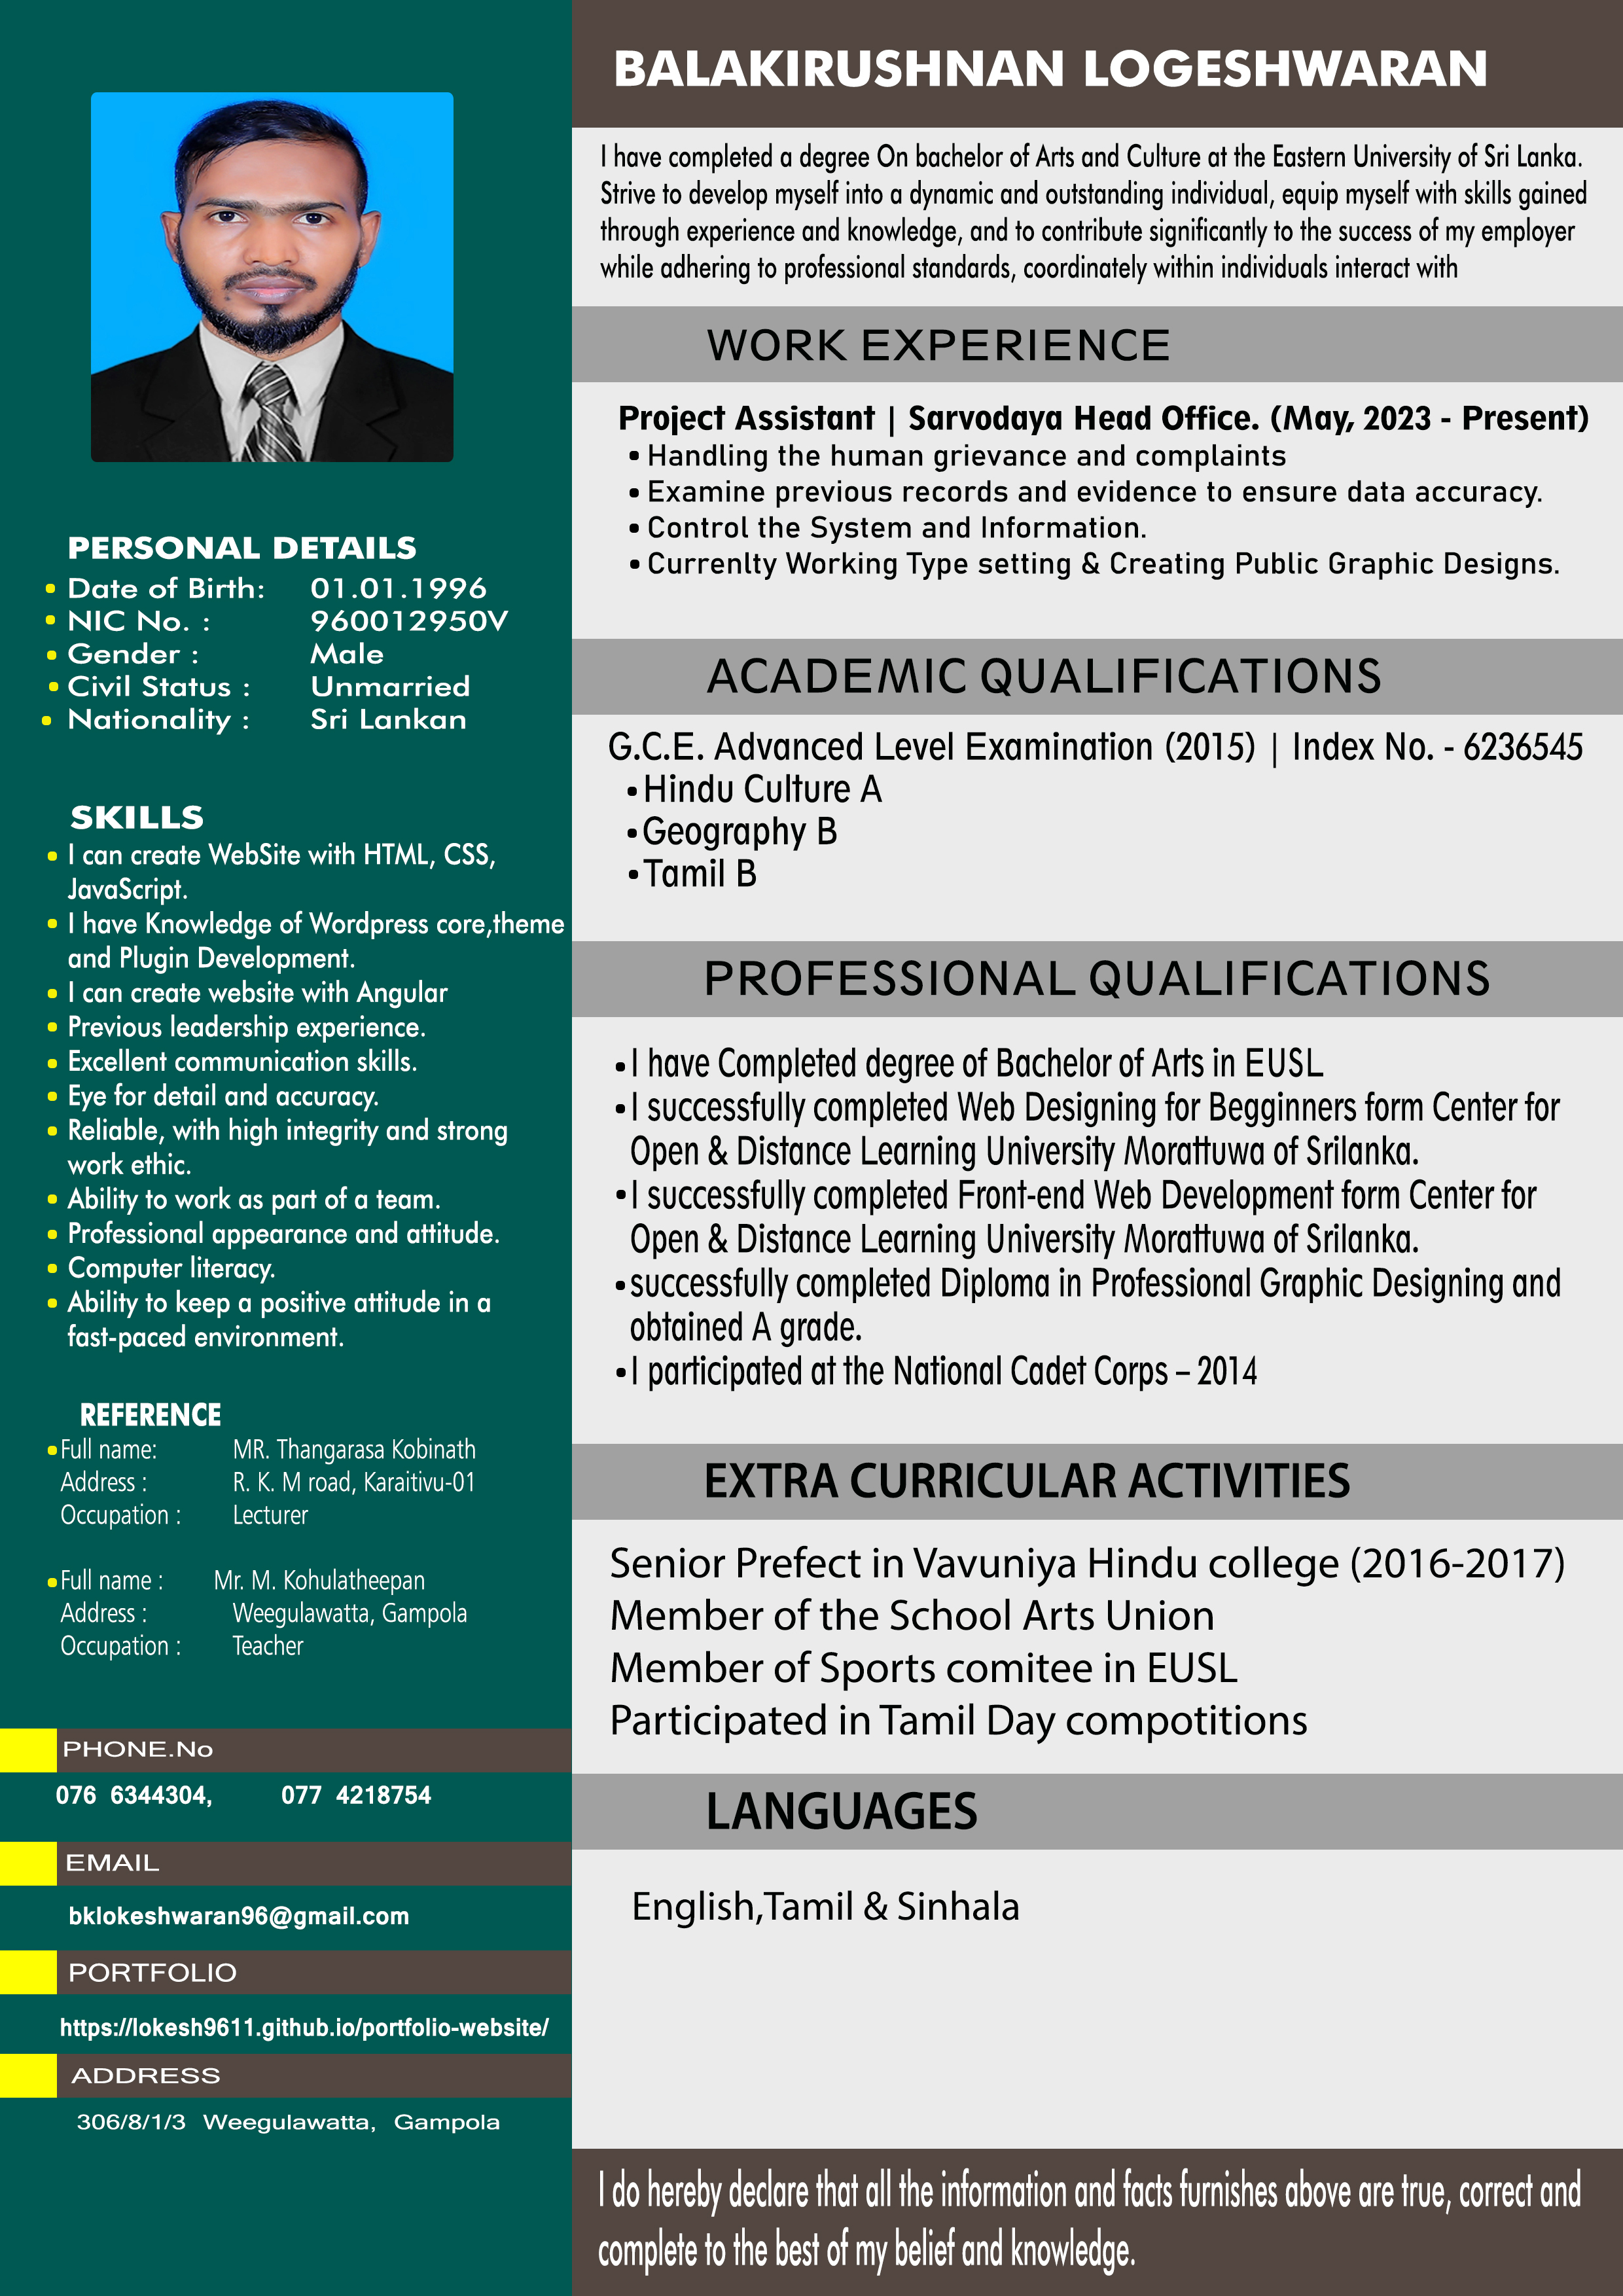 BALAKIRUSHNAN LOGESHWARAN
I have completed a degree On bachelor of Arts and Culture at the Eastern University of Sri Lanka.
Strive to develop myself into a dynamic and outstanding individual, equip myself with skills gained
through experience and knowledge, and to contribute significantly to the success of my employer
while adhering to professional standards, coordinately within individuals interact with
WORK EXPERIENCE
Project Assistant | Sarvodaya Head Office. (May, 2023 - Present)
• Handling the human grievance and complaints
• Examine previous records and evidence to ensure data accuracy.
• Control the System and Information.
• Currenlty Working Type setting & Creating Public Graphic Designs.
ACADEMIC QUALIFICATIONS
G.C.E. Advanced Level Examination (2015) | Index No. - 6236545
• Hindu Culture A
• Geography B
• Tamil B
PROFESSIONAL QUALIFICATIONS
• I have Completed degree of Bachelor of Arts in EUSL
• I successfully completed Web Designing for Begginners form Center for
Open & Distance Learning University Morattuwa of Srilanka.
• I successfully completed Front-end Web Development form Center for
Open & Distance Learning University Morattuwa of Srilanka.
• successfully completed Diploma in Professional Graphic Designing and
obtained A grade.
• I participated at the National Cadet Corps – 2014
EXTRA CURRICULAR ACTIVITIES
Senior Prefect in Vavuniya Hindu college (2016-2017)
Member of the School Arts Union
Member of Sports comitee in EUSL
Participated in Tamil Day compotitions
LANGUAGES
English,Tamil & Sinhala
I do hereby declare that all the information and facts furnishes above are true, correct and
complete to the best of my belief and knowledge.
PERSONAL DETAILS
• Date of Birth: 01.01.1996
• NIC No. : 960012950V
• Gender : Male
• Civil Status : Unmarried
• Nationality : Sri Lankan
SKILLS
• I can create WebSite with HTML, CSS,
JavaScript.
• I have Knowledge of Wordpress core,theme
and Plugin Development.
• I can create website with Angular
• Previous leadership experience.
• Excellent communication skills.
• Eye for detail and accuracy.
• Reliable, with high integrity and strong
work ethic.
• Ability to work as part of a team.
• Professional appearance and attitude.
• Computer literacy.
• Ability to keep a positive attitude in a
fast-paced environment.
REFERENCE
• Full name: MR. Thangarasa Kobinath
Address : R. K. M road, Karaitivu-01
Occupation : Lecturer
• Full name : Mr. M. Kohulatheepan
Address : Weegulawatta, Gampola
Occupation : Teacher
PHONE.No
076 6344304, 077 4218754
EMAIL
bklokeshwaran96@gmail.com
PORTFOLIO
https://lokesh9611.github.io/portfolio-website/
ADDRESS
306/8/1/3 Weegulawatta, Gampola